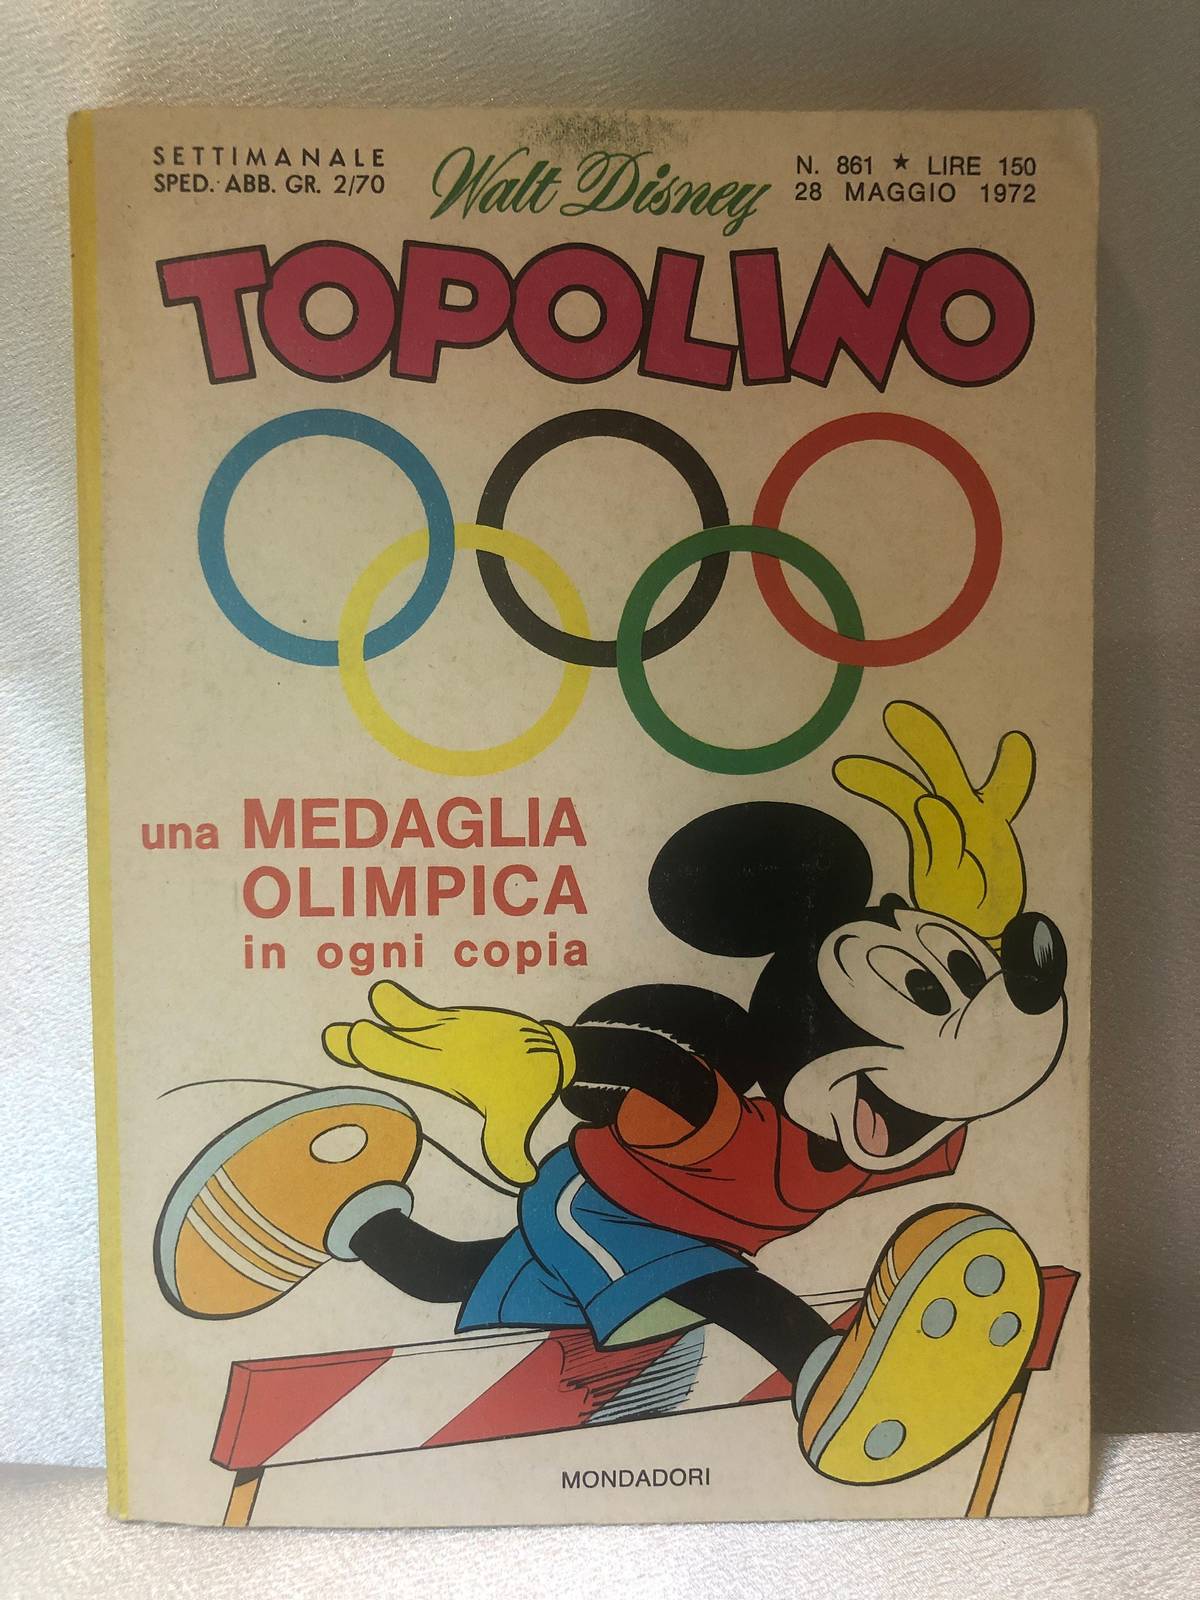 SETTIMANALE
SPED. ABB. GR. 2/70
Walt Disney
N. 861 ★ LIRE 150
28 MAGGIO 1972
TOPOLINO
una MEDAGLIA
OLIMPICA
in ogni copia
MONDADORI